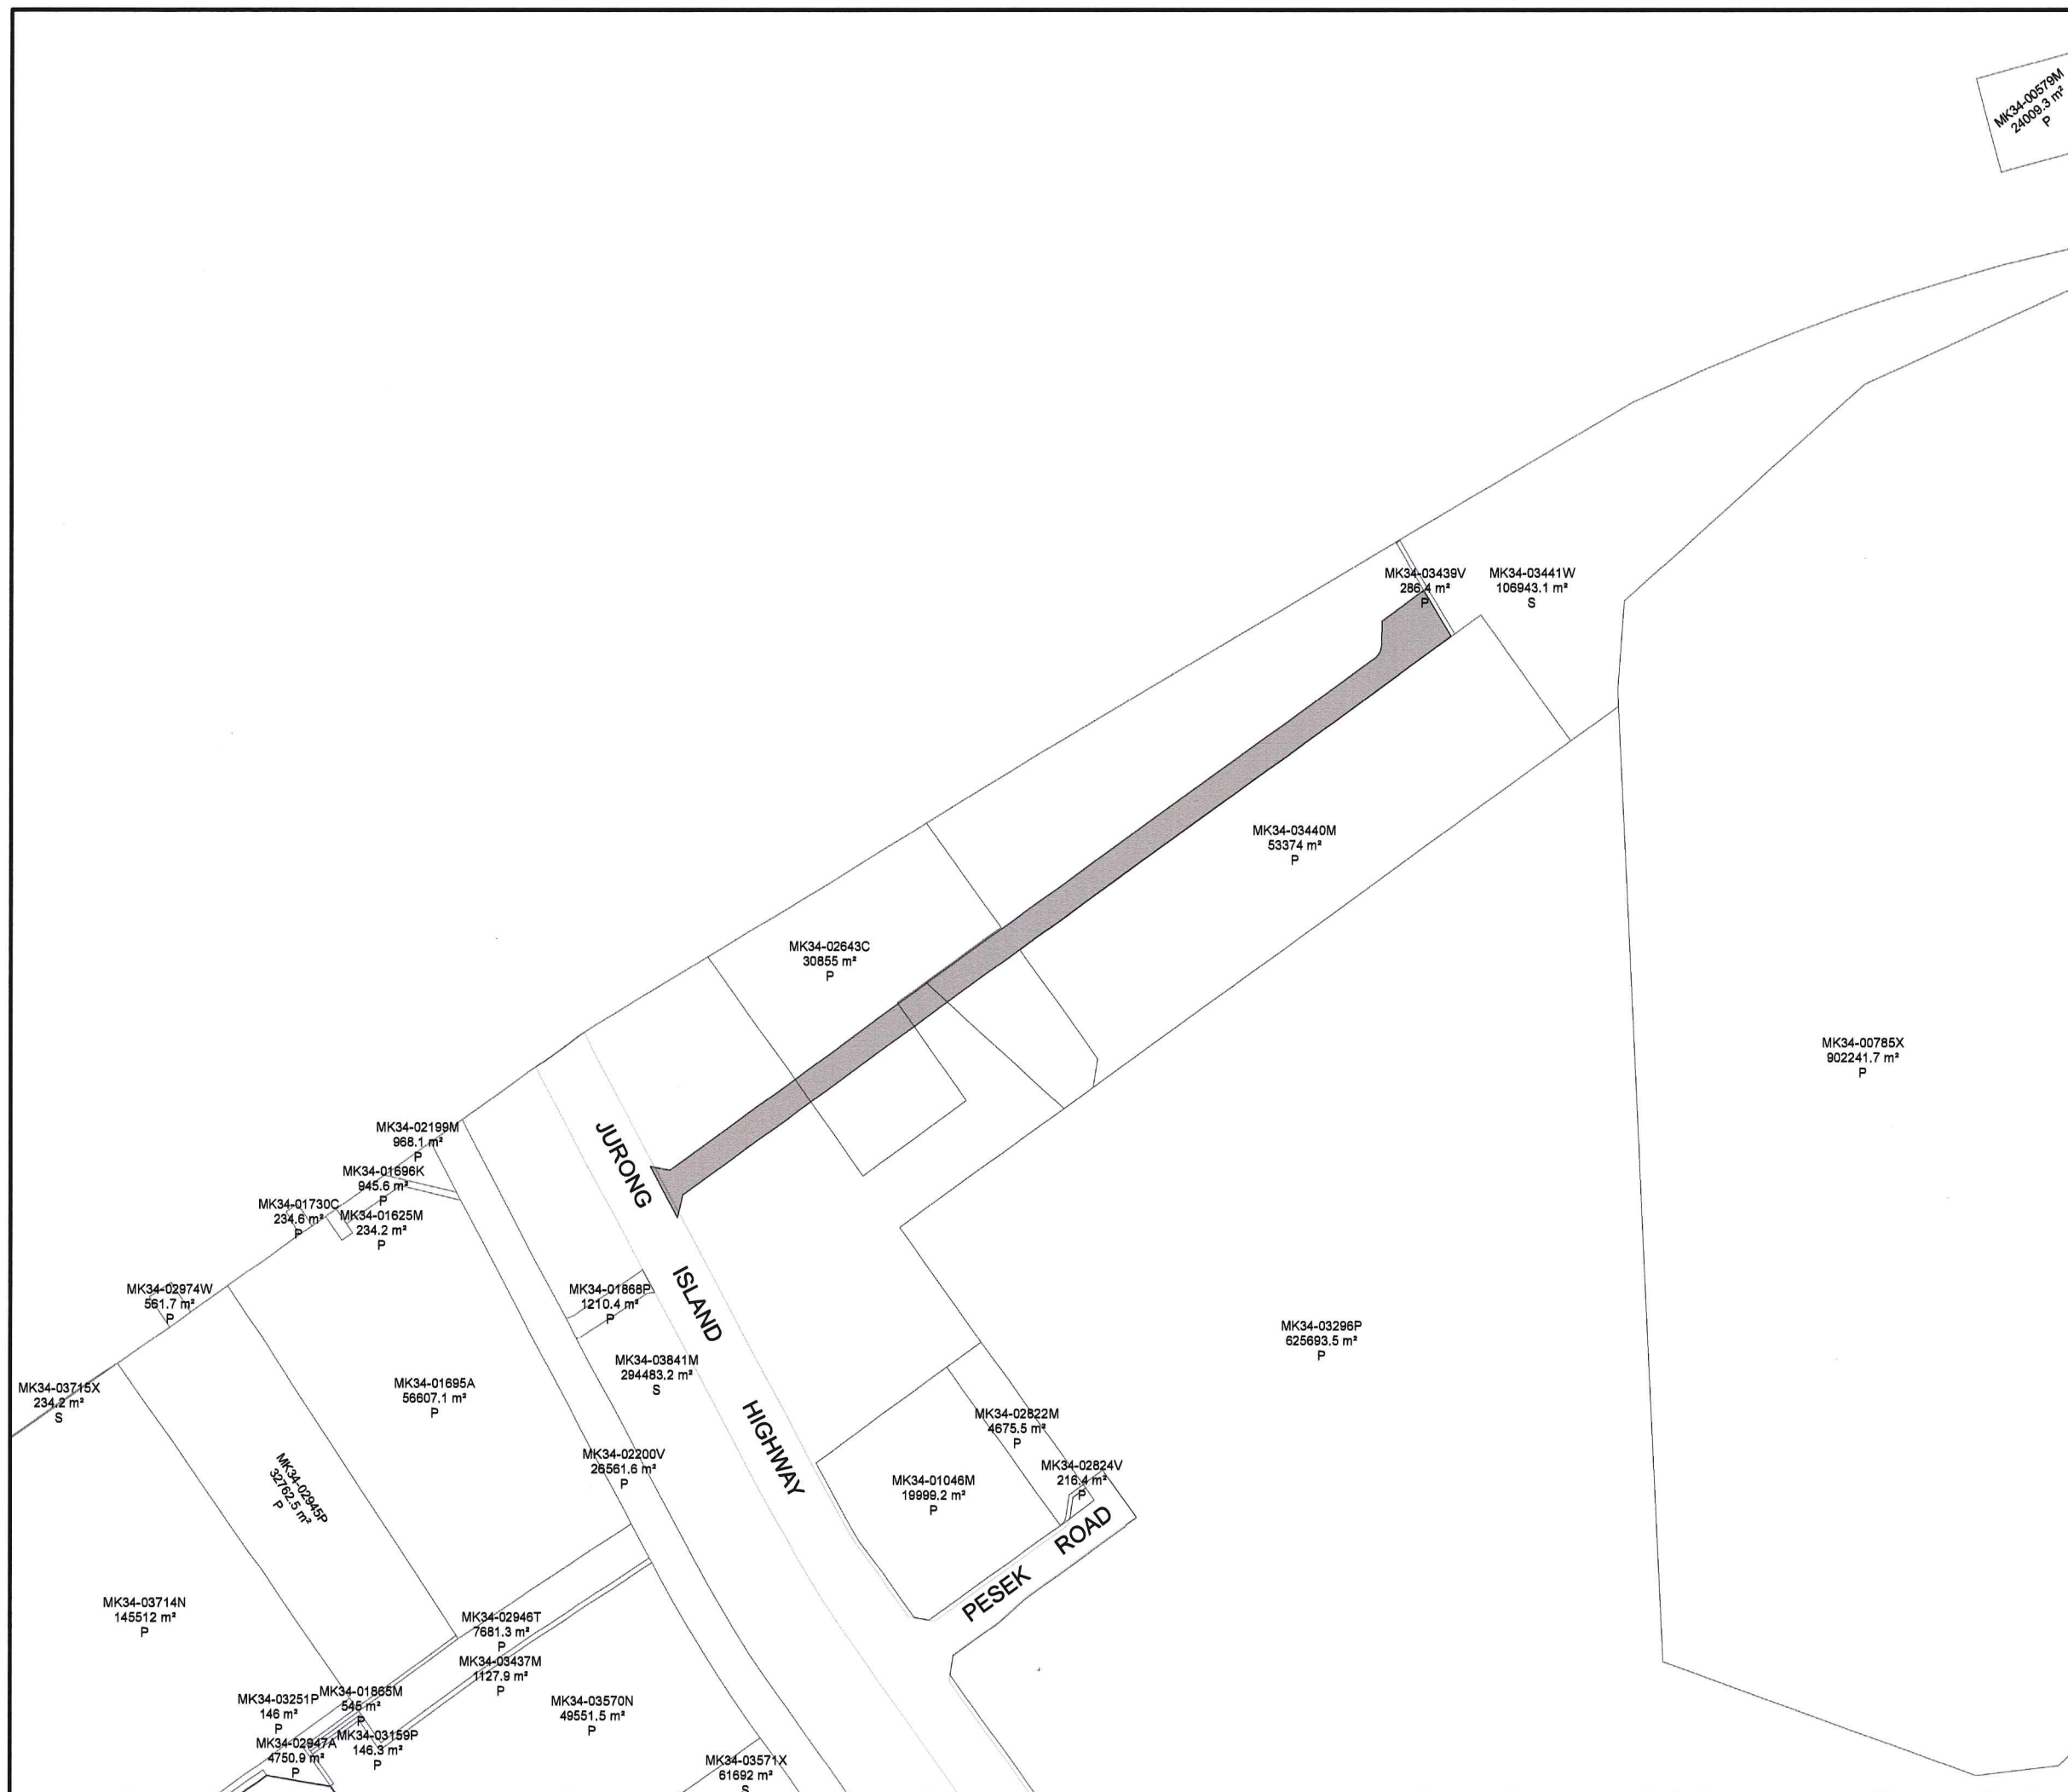 MK34-00579M
24009.3 m²
P
MK34-03439V
286.4 m²
P
MK34-03441W
106943.1 m²
S
MK34-03440M
53374 m²
P
MK34-02643C
30855 m²
P
MK34-00785X
902241.7 m²
P
MK34-02199M
968.1 m²
P
MK34-01696K
945.6 m²
P
MK34-01730C
234.6 m²
P
MK34-01625M
234.2 m²
P
JURONG
ISLAND
HIGHWAY
MK34-02974W
561.7 m²
P
MK34-01868P
1210.4 m²
P
MK34-03296P
625693.5 m²
P
MK34-03841M
294483.2 m²
S
MK34-03715X
234.2 m²
S
MK34-01695A
56607.1 m²
P
MK34-02822M
4675.5 m²
P
MK34-02200V
26561.6 m²
P
MK34-02824V
216.4 m²
P
MK34-01046M
19999.2 m²
P
MK34-02945P
32762.5 m²
P
PESEK ROAD
MK34-03714N
145512 m²
P
MK34-02946T
7681.3 m²
P
MK34-03437M
1127.9 m²
P
MK34-03251P
146 m²
P
MK34-01865M
545 m²
P
MK34-03570N
49551.5 m²
P
MK34-02947A
4750.9 m²
P
MK34-03159P
146.3 m²
P
MK34-03571X
61692 m²
S